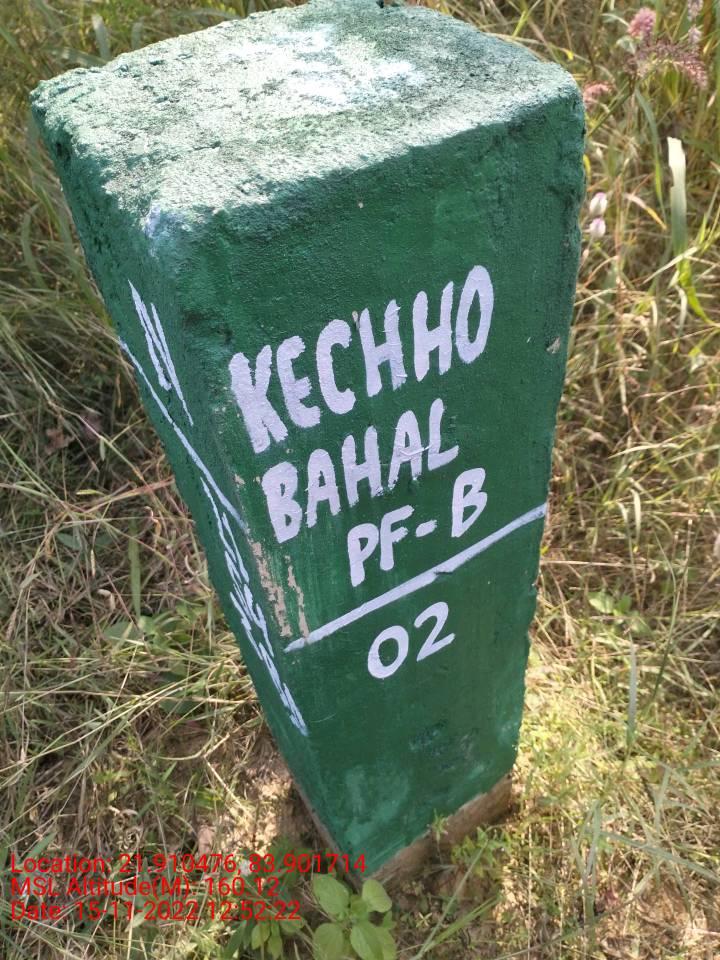 KECHHO
BAHAL
PF-B
02
N
Location: 21.910476, 83.901714
MSL Altitude(M): 160.12
Date: 15-11-2022 12:52:22